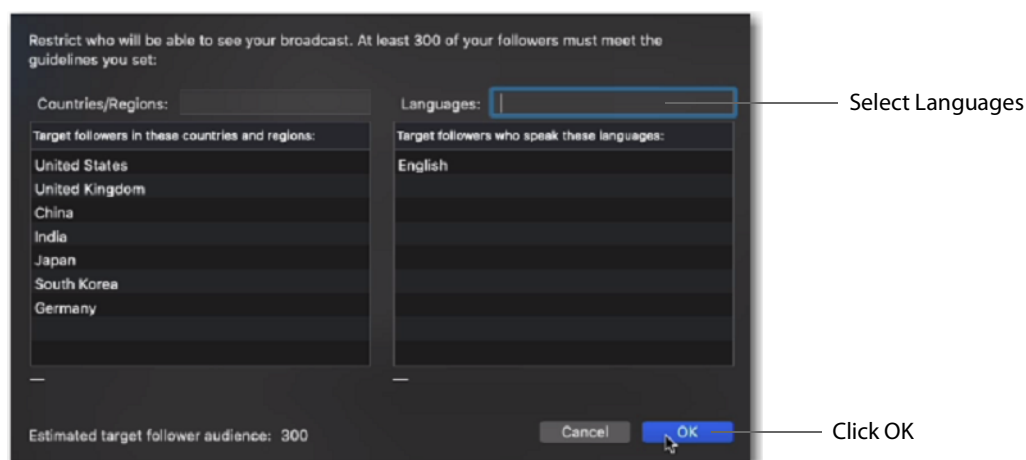 Restrict who will be able to see your broadcast. At least 300 of your followers must meet the
guidelines you set:
Countries/Regions:
Languages:
Select Languages
Target followers in these countries and regions:
Target followers who speak these languages:
United States
English
United Kingdom
China
India
Japan
South Korea
Germany
Estimated target follower audience: 300
Cancel
OK
Click OK